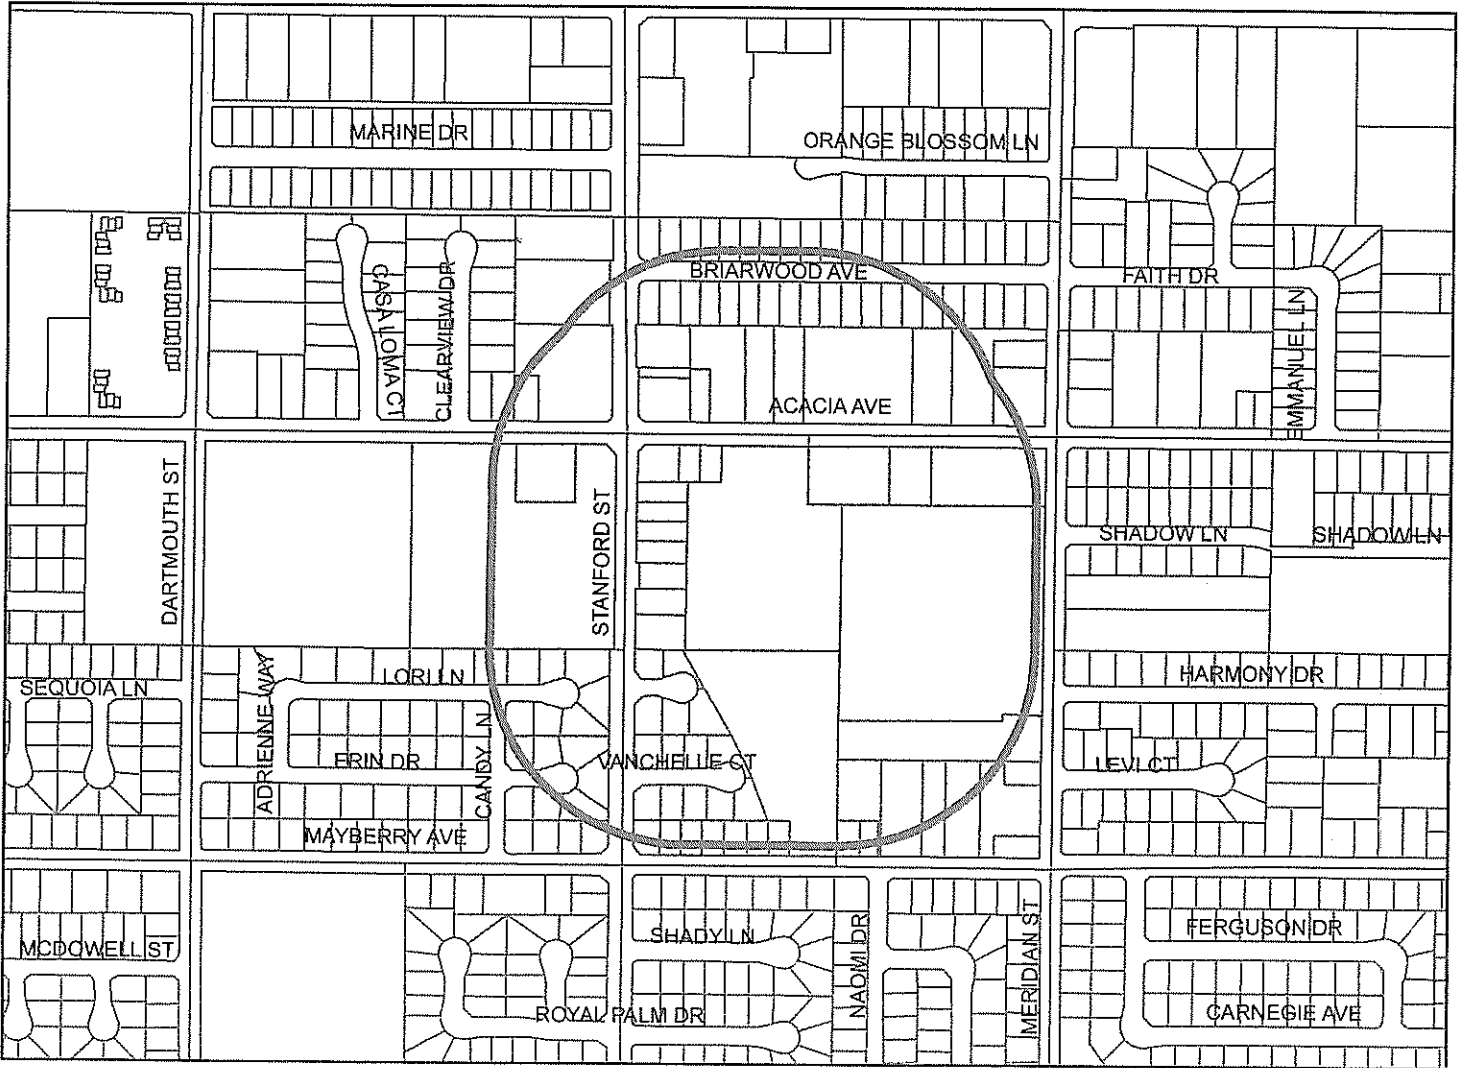 MARINE DR
ORANGE BLOSSOM LN
BRIARWOOD AVE
FAITH DR
CASA LOMA CT
CLEARVIEW DR
EMMANUEL LN
ACACIA AVE
DARTMOUTH ST
STANFORD ST
SHADOW LN
SHADOW LN
SEQUOIA LN
ADRIENNE WAY
LORI LN
HARMONY DR
ERIN DR
CANDY LN
VANCHELLE CT
LEVI CT
MAYBERRY AVE
MCDOWELL ST
SHADY LN
NAOMI DR
MERIDIAN ST
FERGUSON DR
ROYAL PALM DR
CARNEGIE AVE